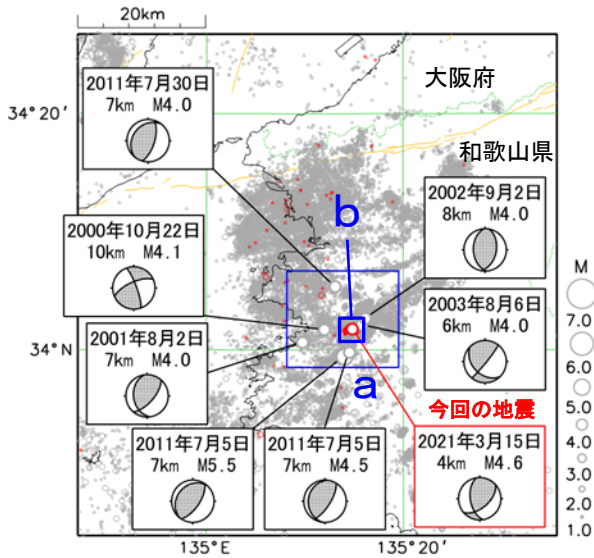 20km
大阪府
34°20'
和歌山県
2011年7月30日
7km M4.0
2002年9月2日
8km M4.0
b
2000年10月22日
10km M4.1
2003年8月6日
6km M4.0
M
7.0
6.0
5.0
4.0
3.0
2.0
1.0
2001年8月2日
7km M4.0
34°N
a
今回の地震
2011年7月5日
7km M5.5
2011年7月5日
7km M4.5
2021年3月15日
4km M4.6
135°E
135°20'